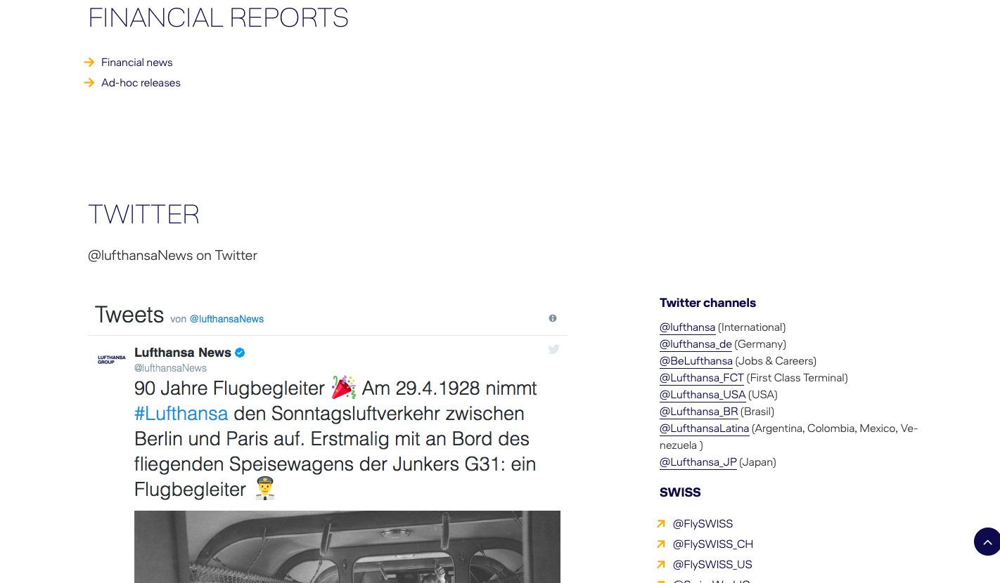 FINANCIAL REPORTS
Financial news
Ad-hoc releases
TWITTER
@lufthansaNews on Twitter
Tweets von @lufthansaNews
LUFTHANSA
GROUP
Lufthansa News
@lufthansaNews
90 Jahre Flugbegleiter 🎉 Am 29.4.1928 nimmt
#Lufthansa den Sonntagsluftverkehr zwischen
Berlin und Paris auf. Erstmalig mit an Bord des
fliegenden Speisewagens der Junkers G31: ein
Flugbegleiter 👨‍✈️
Twitter channels
@lufthansa (International)
@lufthansa_de (Germany)
@BeLufthansa (Jobs & Careers)
@Lufthansa_FCT (First Class Terminal)
@Lufthansa_USA (USA)
@Lufthansa_BR (Brasil)
@LufthansaLatina (Argentina, Colombia, Mexico, Ve-
nezuela )
@Lufthansa_JP (Japan)
SWISS
@FlySWISS
@FlySWISS_CH
@FlySWISS_US